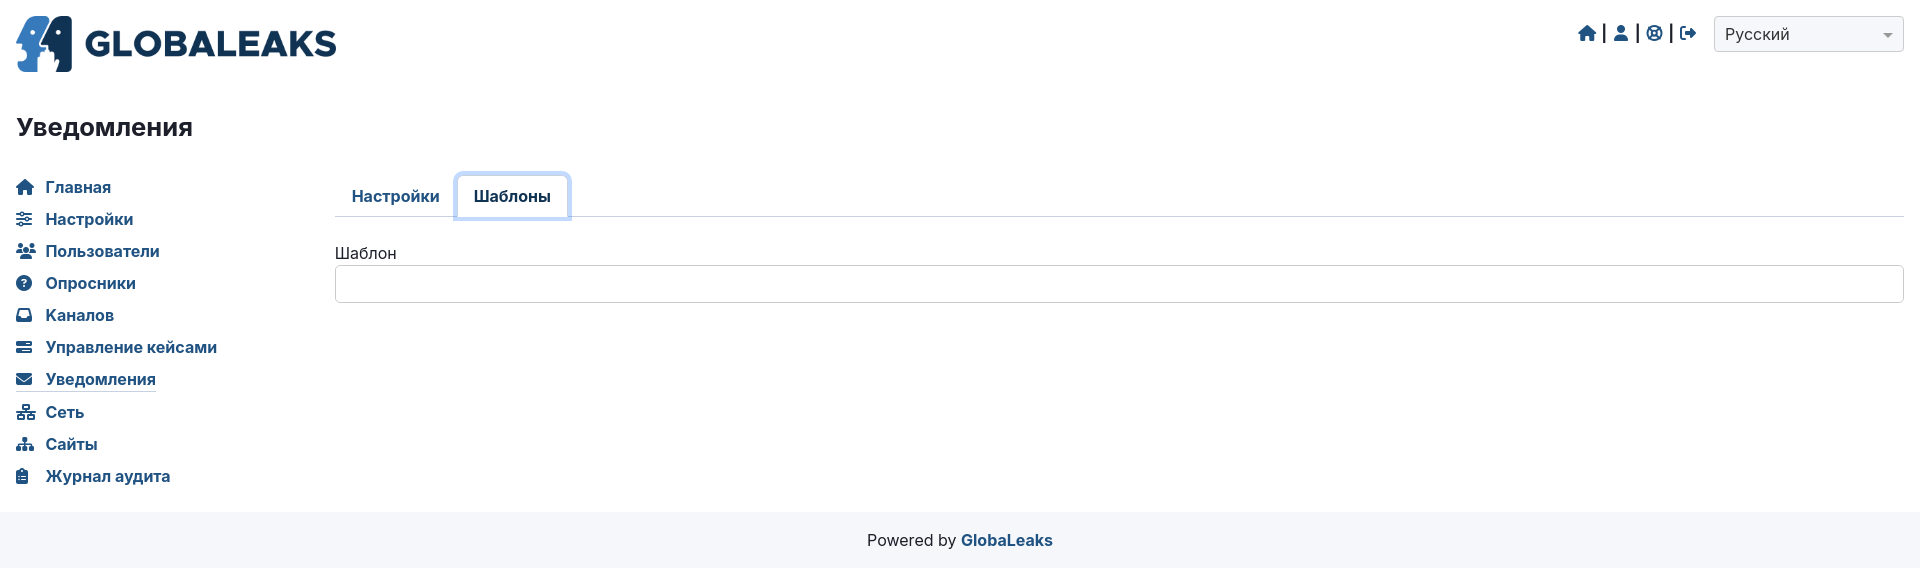 GLOBALEAKS
Русский
Уведомления
Главная
Настройки
Пользователи
Опросники
Каналов
Управление кейсами
Уведомления
Сеть
Сайты
Журнал аудита
Настройки
Шаблоны
Шаблон
Powered by GlobaLeaks